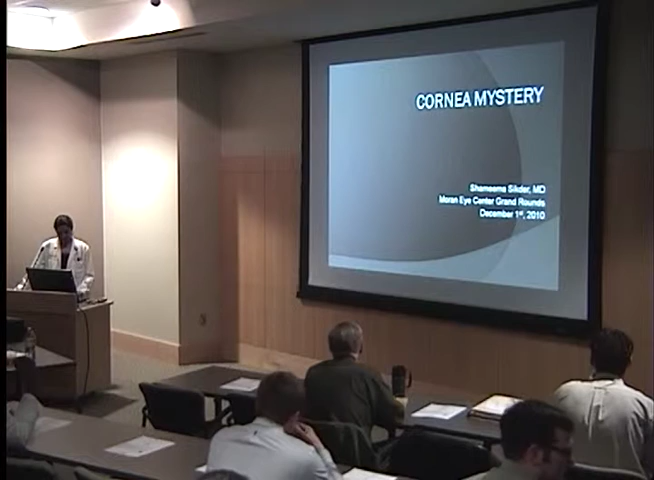 CORNEA MYSTERY
Shameema Sikder, MD
Moran Eye Center Grand Rounds
December 1st, 2010